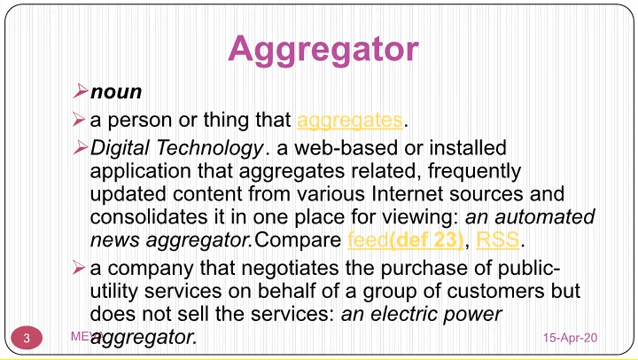 Aggregator
noun
a person or thing that aggregates.
Digital Technology. a web-based or installed
application that aggregates related, frequently
updated content from various Internet sources and
consolidates it in one place for viewing: an automated
news aggregator.Compare feed(def 23), RSS.
a company that negotiates the purchase of public-
utility services on behalf of a group of customers but
does not sell the services: an electric power
aggregator.
3
15-Apr-20